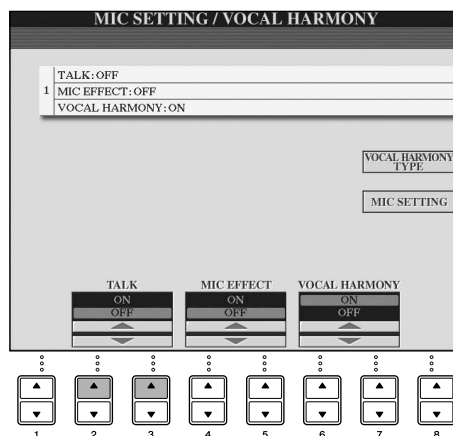 MIC SETTING / VOCAL HARMONY
TALK: OFF
1 MIC EFFECT: OFF
VOCAL HARMONY: ON
VOCAL HARMONY
TYPE
MIC SETTING
TALK MIC EFFECT VOCAL HARMONY
ON ON ON
OFF OFF OFF
1 2 3 4 5 6 7 8